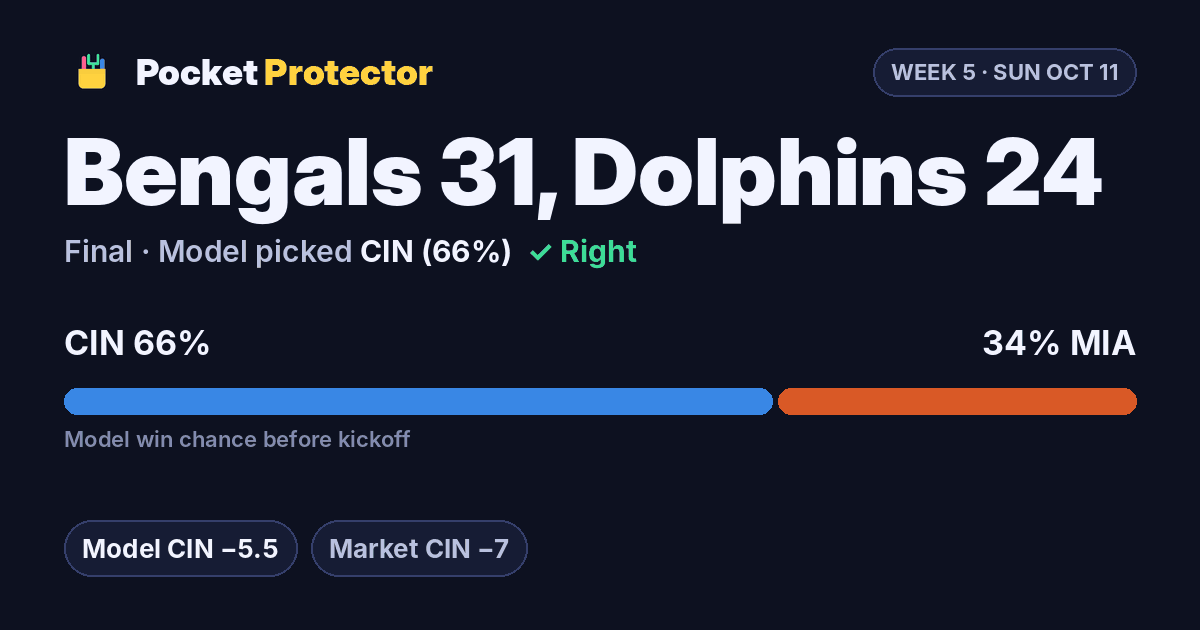 Pocket Protector
WEEK 5 · SUN OCT 11
Bengals 31, Dolphins 24
Final · Model picked CIN (66%) ✓ Right
CIN 66%
34% MIA
Model win chance before kickoff
Model CIN −5.5
Market CIN −7